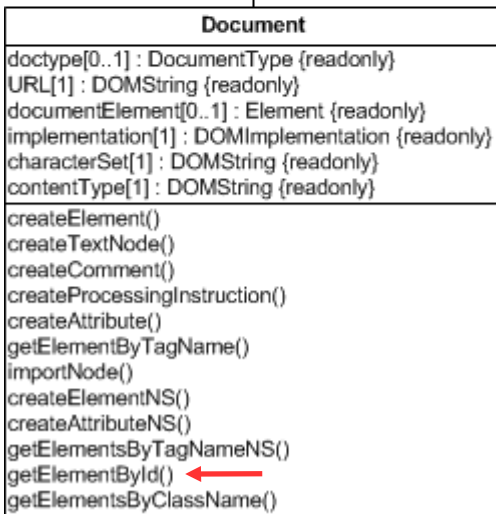 Document
doctype[0..1] : DocumentType {readonly}
URL[1] : DOMString {readonly}
documentElement[0..1] : Element {readonly}
implementation[1] : DOMImplementation {readonly}
characterSet[1] : DOMString {readonly}
contentType[1] : DOMString {readonly}
createElement()
createTextNode()
createComment()
createProcessingInstruction()
createAttribute()
getElementByTagName()
importNode()
createElementNS()
createAttributeNS()
getElementsByTagNameNS()
getElementById()
getElementsByClassName()